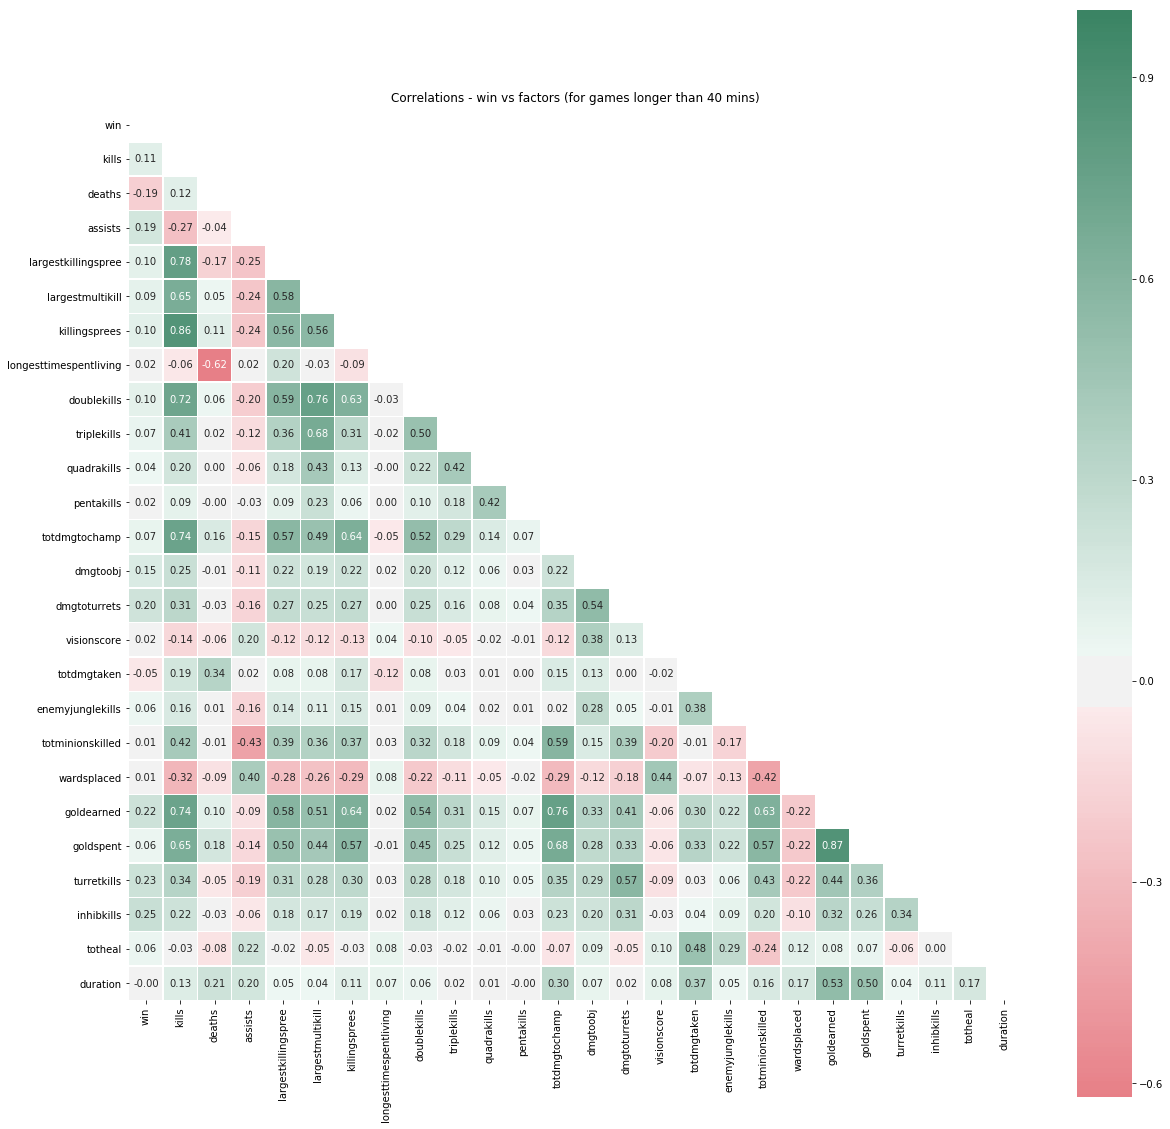 Correlations - win vs factors (for games longer than 40 mins)
win
kills 0.11
deaths -0.19 0.12
assists 0.19 -0.27 -0.04
largestkillingspree 0.10 0.78 -0.17 -0.25
largestmultikill 0.09 0.65 0.05 -0.24 0.58
killingsprees 0.10 0.86 0.11 -0.24 0.56 0.56
longesttimespentliving 0.02 -0.06 -0.62 0.02 0.20 -0.03 -0.09
doublekills 0.10 0.72 0.06 -0.20 0.59 0.76 0.63 -0.03
triplekills 0.07 0.41 0.02 -0.12 0.36 0.68 0.31 -0.02 0.50
quadrakills 0.04 0.20 0.00 -0.06 0.18 0.43 0.13 -0.00 0.22 0.42
pentakills 0.02 0.09 -0.00 -0.03 0.09 0.23 0.06 0.00 0.10 0.18 0.42
totdmgtochamp 0.07 0.74 0.16 -0.15 0.57 0.49 0.64 -0.05 0.52 0.29 0.14 0.07
dmgtoobj 0.15 0.25 -0.01 -0.11 0.22 0.19 0.22 0.02 0.20 0.12 0.06 0.03 0.22
dmgtoturrets 0.20 0.31 -0.03 -0.16 0.27 0.25 0.27 0.00 0.25 0.16 0.08 0.04 0.35 0.54
visionscore 0.02 -0.14 -0.06 0.20 -0.12 -0.12 -0.13 0.04 -0.10 -0.05 -0.02 -0.01 -0.12 0.38 0.13
totdmgtaken -0.05 0.19 0.34 0.02 0.08 0.08 0.17 -0.12 0.08 0.03 0.01 0.00 0.15 0.13 0.00 -0.02
enemyjunglekills 0.06 0.16 0.01 -0.16 0.14 0.11 0.15 0.01 0.09 0.04 0.02 0.01 0.02 0.28 0.05 -0.01 0.38
totminionskilled 0.01 0.42 -0.01 -0.43 0.39 0.36 0.37 0.03 0.32 0.18 0.09 0.04 0.59 0.15 0.39 -0.20 -0.01 -0.17
wardsplaced 0.01 -0.32 -0.09 0.40 -0.28 -0.26 -0.29 0.08 -0.22 -0.11 -0.05 -0.02 -0.29 -0.12 -0.18 0.44 -0.07 -0.13 -0.42
goldearned 0.22 0.74 0.10 -0.09 0.58 0.51 0.64 0.02 0.54 0.31 0.15 0.07 0.76 0.33 0.41 -0.06 0.30 0.22 0.63 -0.22
goldspent 0.06 0.65 0.18 -0.14 0.50 0.44 0.57 -0.01 0.45 0.25 0.12 0.05 0.68 0.28 0.33 -0.06 0.33 0.22 0.57 -0.22 0.87
turretkills 0.23 0.34 -0.05 -0.19 0.31 0.28 0.30 0.03 0.28 0.18 0.10 0.05 0.35 0.29 0.57 -0.09 0.03 0.06 0.43 -0.22 0.44 0.36
inhibkills 0.25 0.22 -0.03 -0.06 0.18 0.17 0.19 0.02 0.18 0.12 0.06 0.03 0.23 0.20 0.31 -0.03 0.04 0.09 0.20 -0.10 0.32 0.26 0.34
totheal 0.06 -0.03 -0.08 0.22 -0.02 -0.05 -0.03 0.08 -0.03 -0.02 -0.01 -0.00 -0.07 0.09 -0.05 0.10 0.48 0.29 -0.24 0.12 0.08 0.07 -0.06 0.00
duration -0.00 0.13 0.21 0.20 0.05 0.04 0.11 0.07 0.06 0.02 0.01 -0.00 0.30 0.07 0.02 0.08 0.37 0.05 0.16 0.17 0.53 0.50 0.04 0.11 0.17
win kills deaths assists largestkillingspree largestmultikill killingsprees longesttimespentliving doublekills triplekills quadrakills pentakills totdmgtochamp dmgtoobj dmgtoturrets visionscore totdmgtaken enemyjunglekills totminionskilled wardsplaced goldearned goldspent turretkills inhibkills totheal duration
0.9
0.6
0.3
0.0
−0.3
−0.6